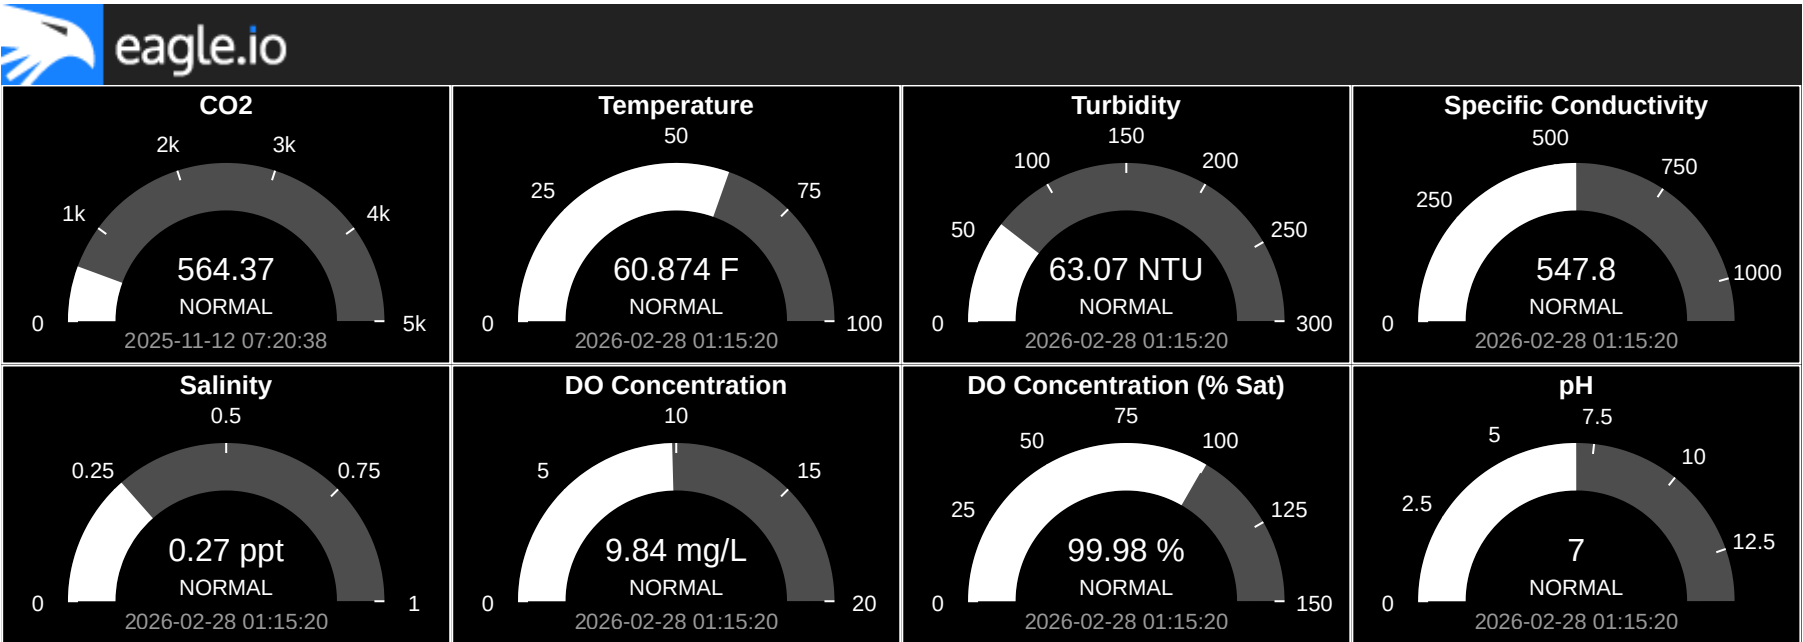 eagle.io
CO2
2k
3k
1k
4k
564.37
NORMAL
0
5k
2025-11-12 07:20:38
Temperature
50
25
75
60.874 F
NORMAL
0
100
2026-02-28 01:15:20
Turbidity
150
100
200
50
250
63.07 NTU
NORMAL
0
300
2026-02-28 01:15:20
Specific Conductivity
500
750
250
1000
547.8
NORMAL
0
2026-02-28 01:15:20
Salinity
0.5
0.25
0.75
0.27 ppt
NORMAL
0
1
2026-02-28 01:15:20
DO Concentration
10
5
15
9.84 mg/L
NORMAL
0
20
2026-02-28 01:15:20
DO Concentration (% Sat)
75
50
100
25
125
99.98 %
NORMAL
0
150
2026-02-28 01:15:20
pH
7.5
5
10
2.5
12.5
7
NORMAL
0
2026-02-28 01:15:20